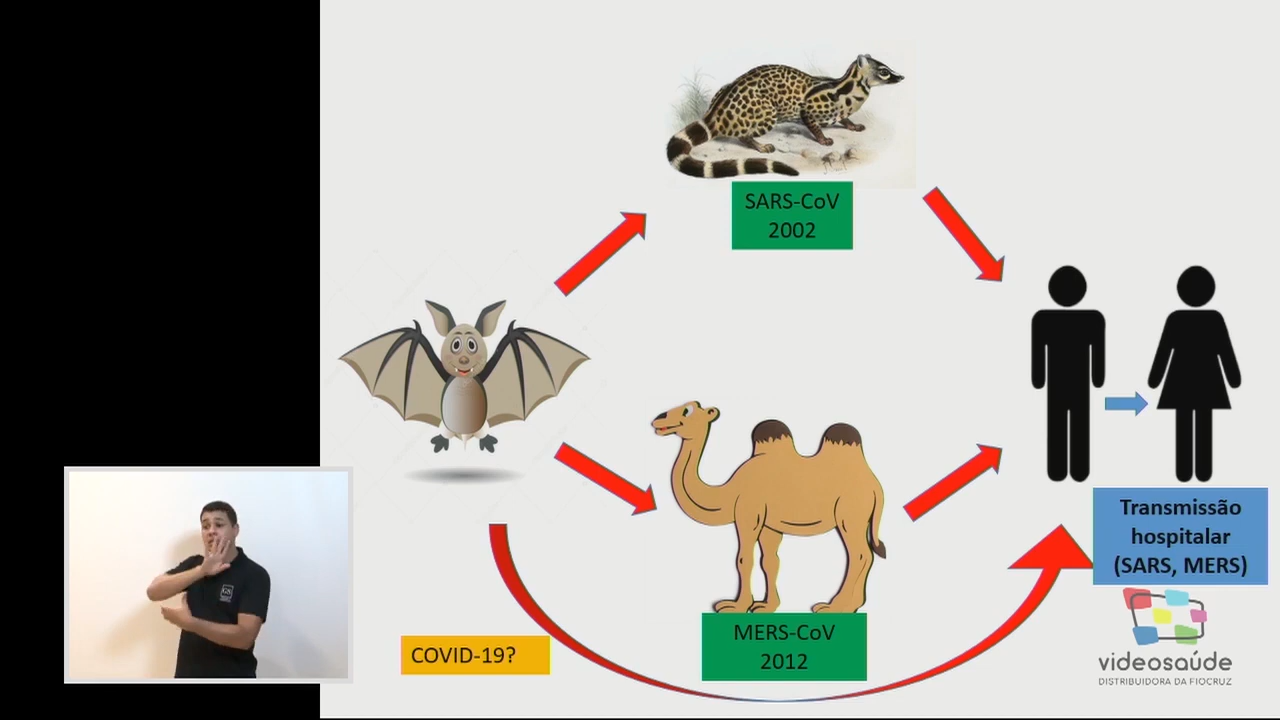 SARS-CoV
2002
MERS-CoV
2012
COVID-19?
Transmissão
hospitalar
(SARS, MERS)
videosaúde
DISTRIBUIDORA DA FIOCRUZ